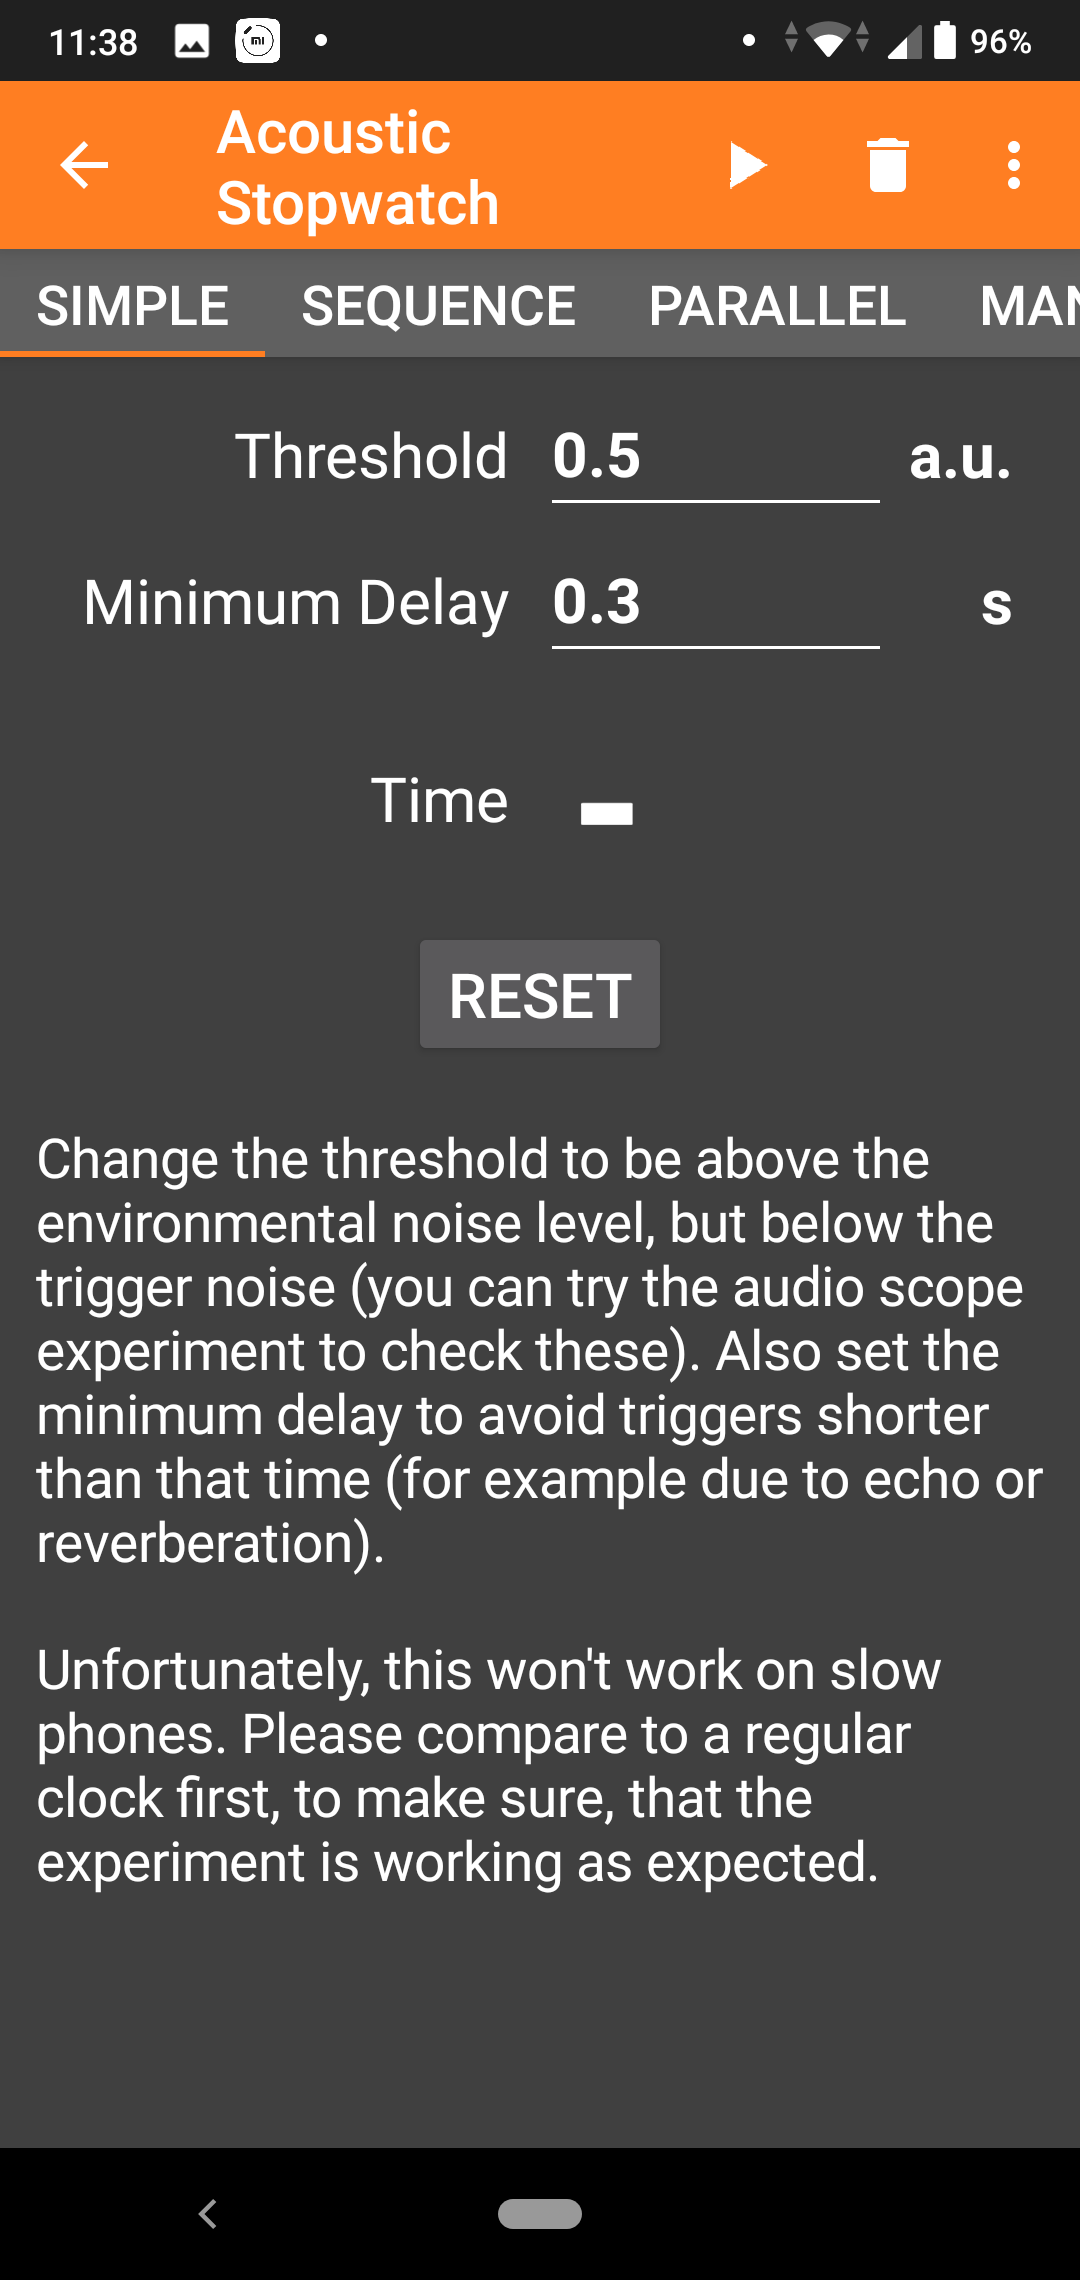 11:38
96%
Acoustic
Stopwatch
SIMPLE SEQUENCE PARALLEL MAN
Threshold 0.5 a.u.
Minimum Delay 0.3 s
Time -
RESET
Change the threshold to be above the
environmental noise level, but below the
trigger noise (you can try the audio scope
experiment to check these). Also set the
minimum delay to avoid triggers shorter
than that time (for example due to echo or
reverberation).
Unfortunately, this won't work on slow
phones. Please compare to a regular
clock first, to make sure, that the
experiment is working as expected.